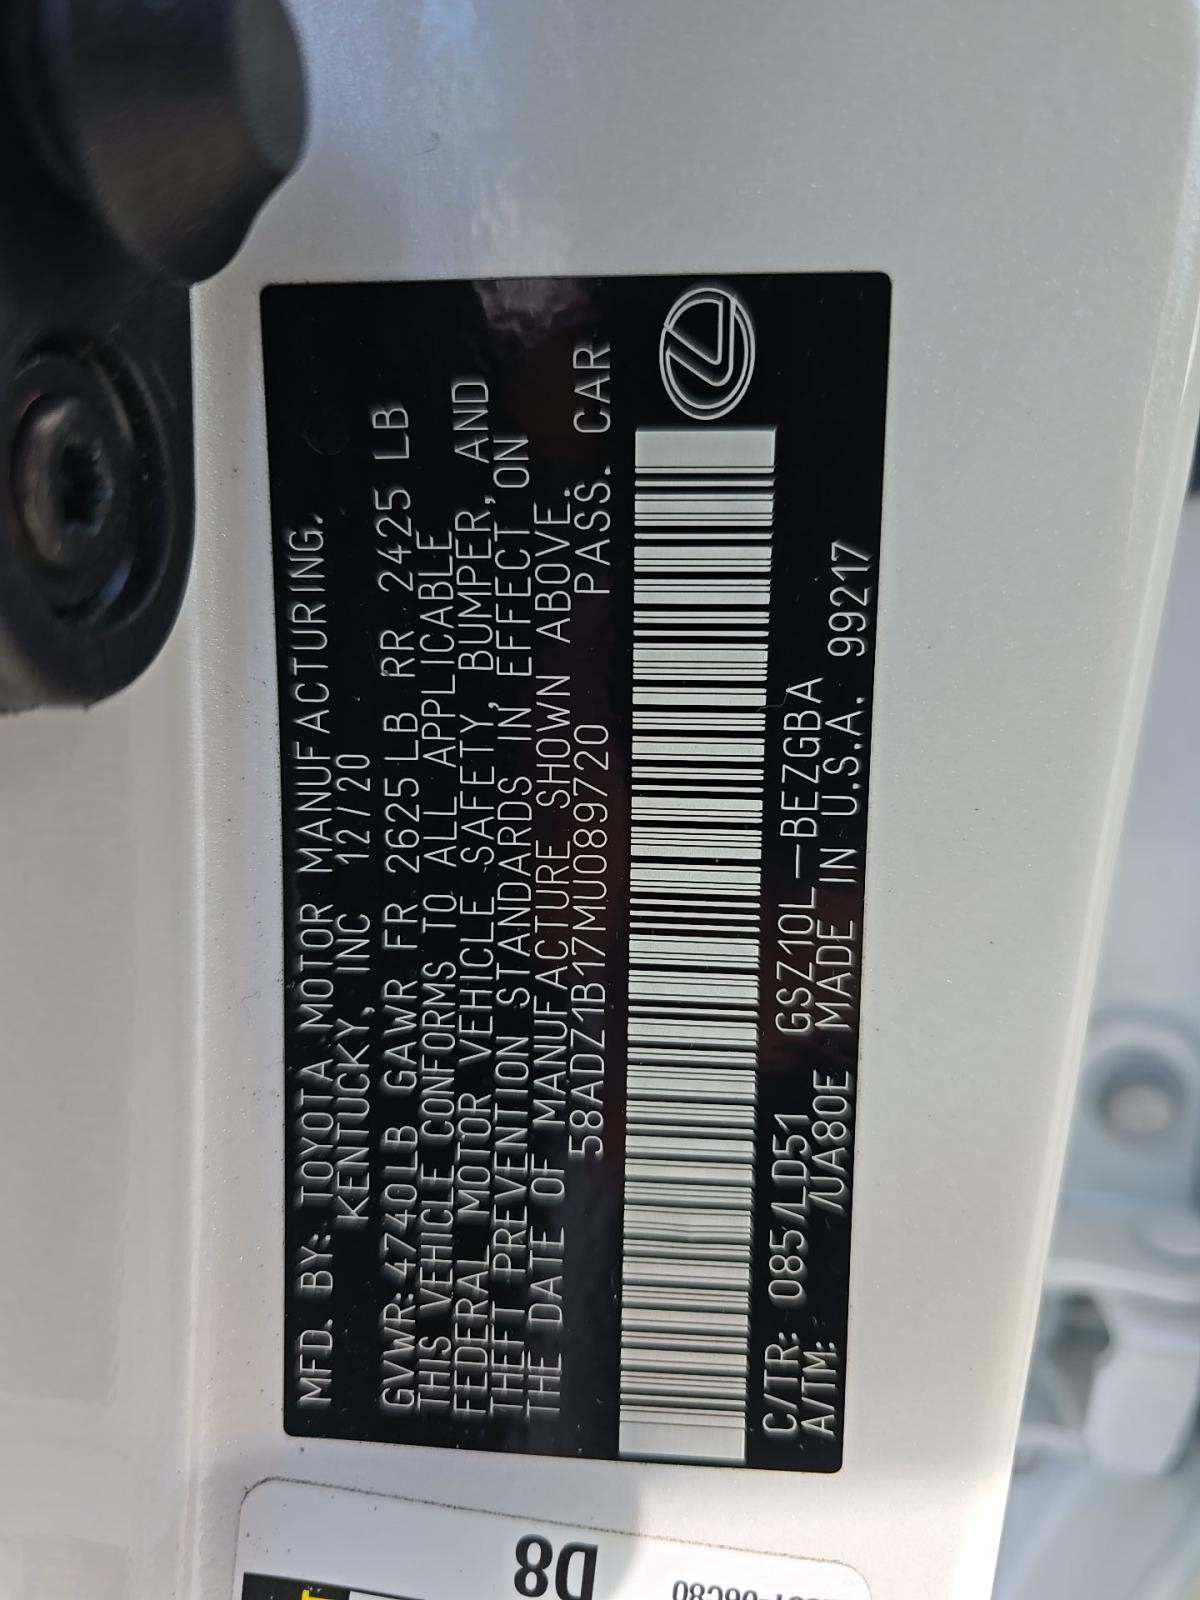 MFD. BY: TOYOTA MOTOR MANUFACTURING,
KENTUCKY, INC 12/20
GVWR:4740LB GAWR FR 2625LB RR 2425 LB
THIS VEHICLE CONFORMS TO ALL APPLICABLE
FEDERAL MOTOR VEHICLE SAFETY, BUMPER, AND
THEFT PREVENTION STANDARDS IN EFFECT ON
THE DATE OF MANUFACTURE SHOWN ABOVE.
58ADZ1B17MU089720 PASS. CAR
C/TR: 085/LD51 GSZ10L-BEZGBA
A/TM: /UA80E MADE IN U.S.A. 99217
D8